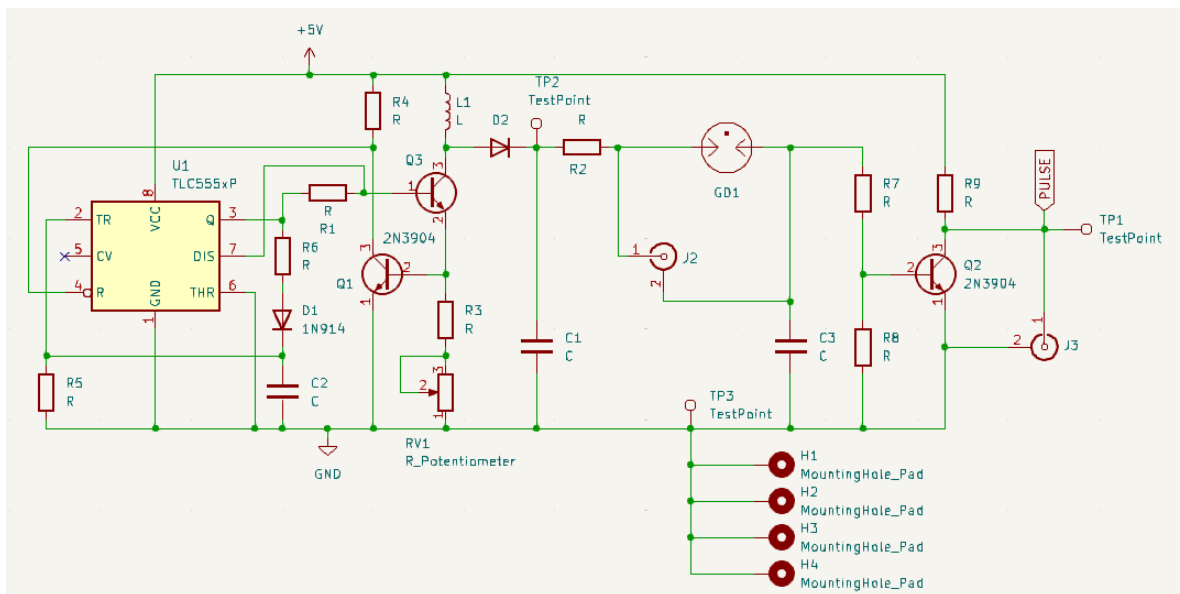 +5V
TP2
TestPoint
R4
R
L1
L
D2
R
R2
GD1
R7
R
R9
R
PULSE
TP1
TestPoint
U1
TLC555xP
Q3
3
1
2
R
R1
8
VCC
2
TR
Q
3
5
CV
DIS
7
4
R
THR
6
GND
1
R6
R
D1
1N914
2N3904
3
2
Q1
1
R3
R
1
J2
2
3
2
Q2
2N3904
1
1
2
J3
R5
R
C2
C
2
1
RV1
R_Potentiometer
C1
C
C3
C
R8
R
TP3
TestPoint
GND
H1
MountingHole_Pad
H2
MountingHole_Pad
H3
MountingHole_Pad
H4
MountingHole_Pad